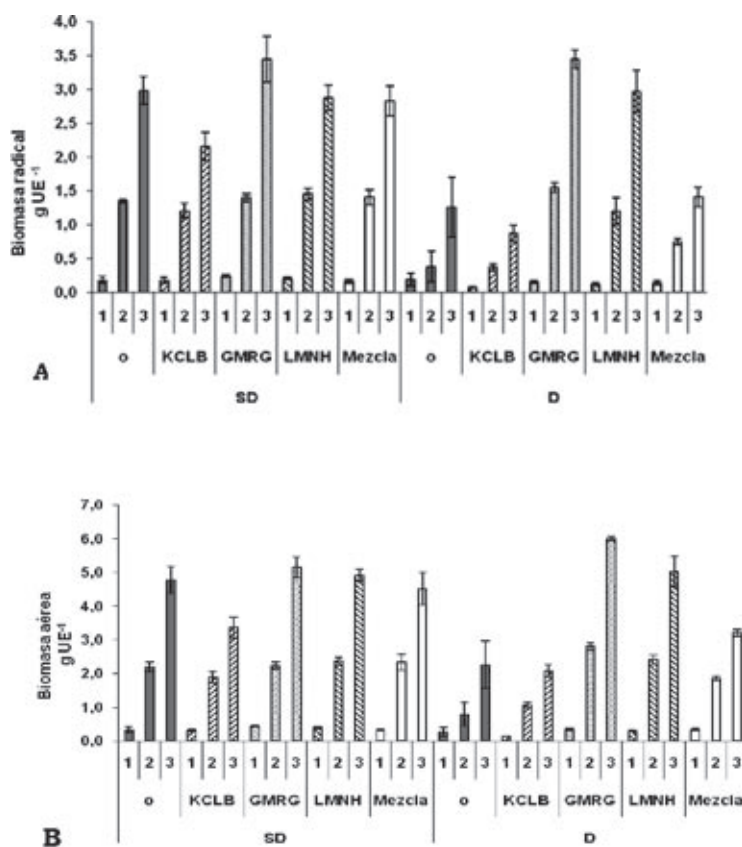 4,0
3,5
3,0
2,5
2,0
1,5
1,0
0,5
0,0
Biomasa radical
g UE -1
1 2 3 1 2 3 1 2 3 1 2 3 1 2 3 1 2 3 1 2 3 1 2 3 1 2 3 1 2 3
o KCLB GMRG LMNH Mezcla o KCLB GMRG LMNH Mezcla
SD D
A
7,0
6,0
5,0
4,0
3,0
2,0
1,0
0,0
Biomasa aérea
g UE-1
1 2 3 1 2 3 1 2 3 1 2 3 1 2 3 1 2 3 1 2 3 1 2 3 1 2 3 1 2 3
o KCLB GMRG LMNH Mezcla o KCLB GMRG LMNH Mezcla
SD D
B